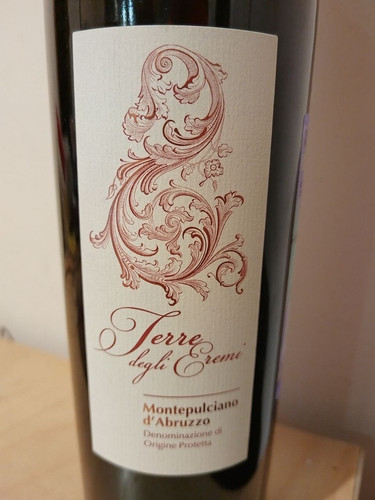 Terre
degli Eremi
Montepulciano
d'Abruzzo
Denominazione di
Origine Protetta